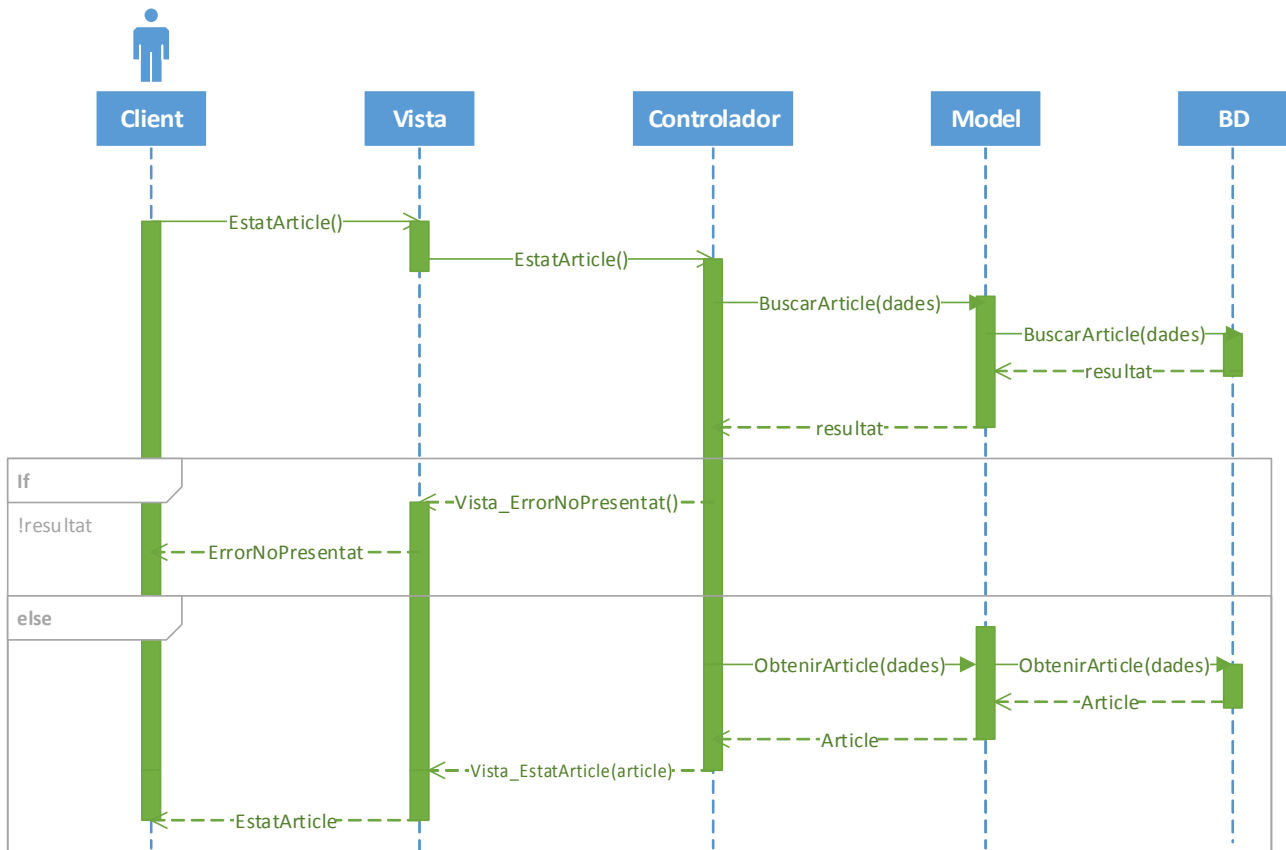 Client
Vista
Controlador
Model
BD
EstatArticle()
EstatArticle()
BuscarArticle(dades)
BuscarArticle(dades)
resultat
resultat
If
Vista_ErrorNoPresentat()
!resultat
ErrorNoPresentat
else
ObtenirArticle(dades)
ObtenirArticle(dades)
Article
Article
Vista_EstatArticle(article)
EstatArticle